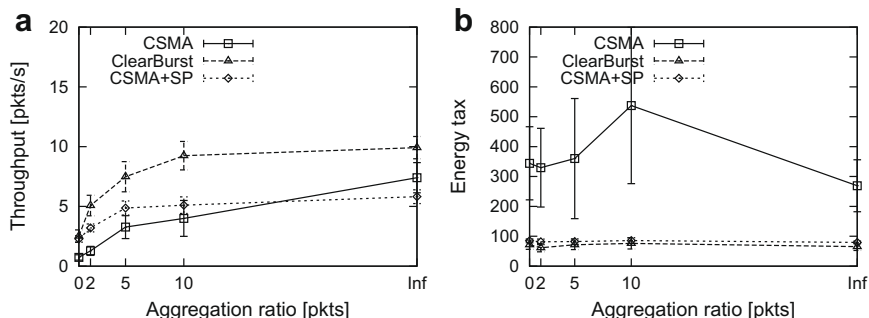 a
20
15
10
5
0
Throughput [pkts/s]
CSMA
ClearBurst
CSMA+SP
0 2 5 10 Inf
Aggregation ratio [pkts]
b
800
700
600
500
400
300
200
100
0
Energy tax
CSMA
ClearBurst
CSMA+SP
0 2 5 10 Inf
Aggregation ratio [pkts]